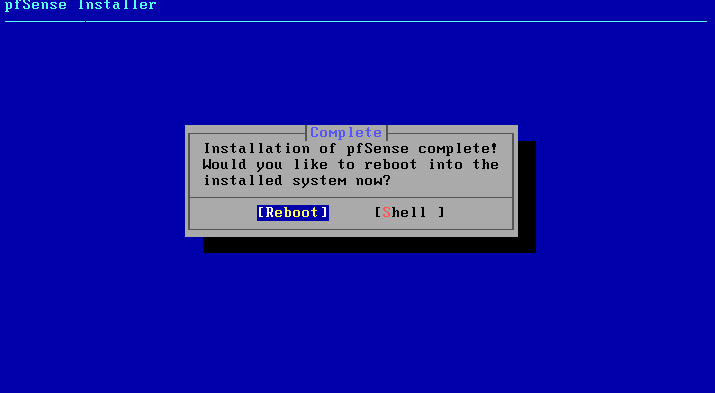 pfSense Installer
Complete
Installation of pfSense complete!
Would you like to reboot into the
installed system now?
[Reboot] [Shell ]